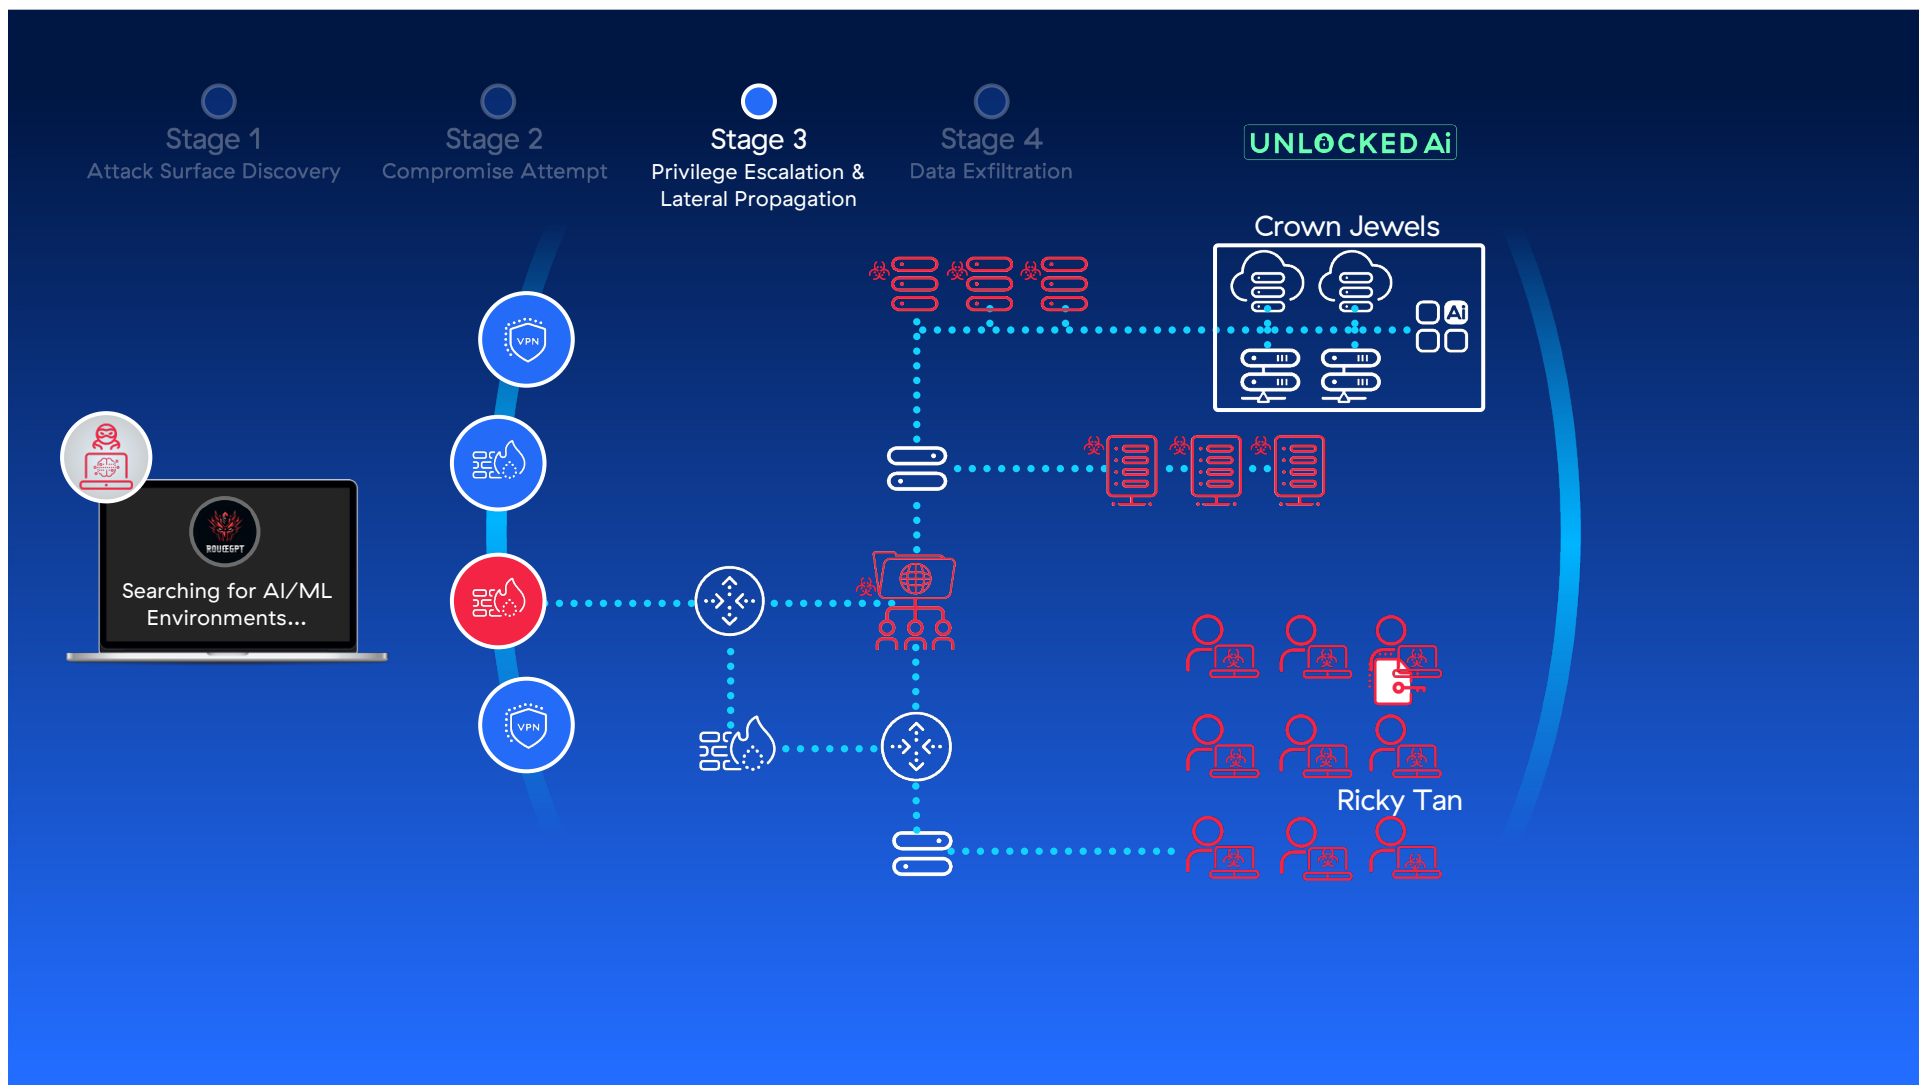 Stage 1
Attack Surface Discovery
Stage 2
Compromise Attempt
Stage 3
Privilege Escalation &
Lateral Propagation
Stage 4
Data Exfiltration
UNLOCKED Ai
Crown Jewels
Ai
VPN
ROUGEGPT
Searching for AI/ML
Environments...
VPN
Ricky Tan